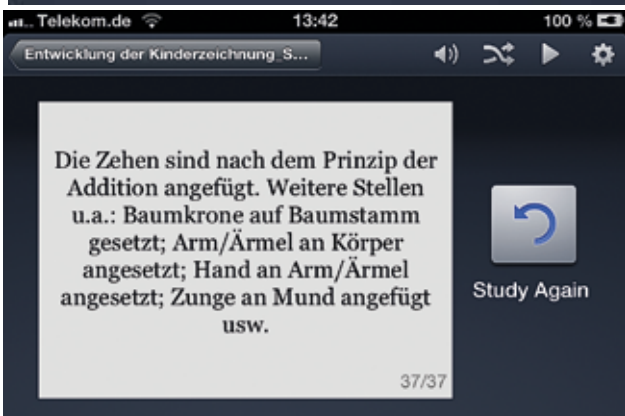 Telekom.de 13:42 100 %
Entwicklung der Kinderzeichnung_S...
Die Zehen sind nach dem Prinzip der
Addition angefügt. Weitere Stellen
u.a.: Baumkrone auf Baumstamm
gesetzt; Arm/Ärmel an Körper
angesetzt; Hand an Arm/Ärmel
angesetzt; Zunge an Mund angefügt
usw.
37/37
Study Again